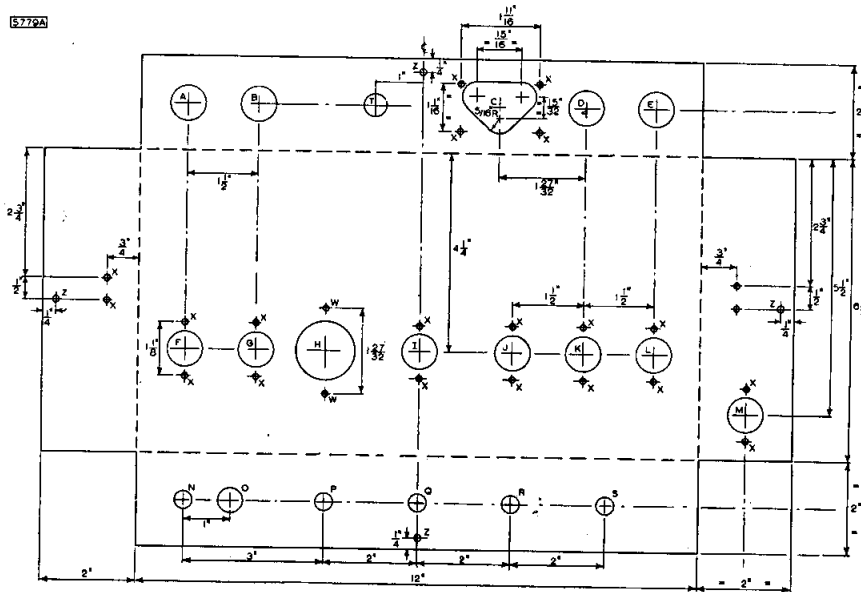 5779A
1 11/16"
15/16"
= =
℄
Z 1/4"
1"
X X
A B T C D E
1 1/16"
5/16 R
15/32"
X X
= 2" =
1 1/2"
1 27/32"
2 3/4"
4 1/4"
2 3/4"
3/4"
3/4"
5 1/2"
X X
1/2"
Z
X
1/4"
1 1/2" 1 1/2"
X
1/2"
Z
1/4"
W
X X X X X X
1 1/8"
F G H I J K L
1 27/32"
X X X X X X
W
X
M
X
N O P Q R S
1"
1/4"
Z
= 2" =
3" 2" 2" 2"
2" 12" = 2" =